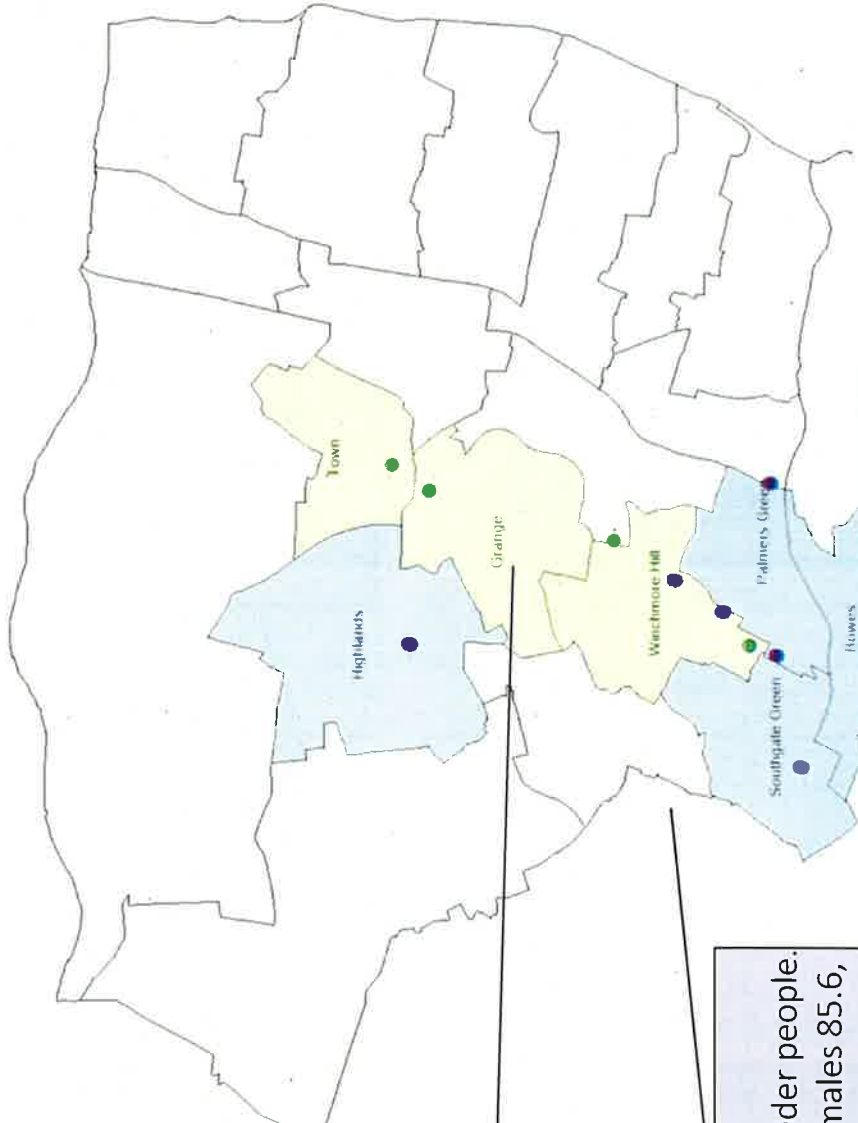 Town
Highlands
Grange
Winchmore Hill
Palmers Green
Southgate Green
Bowes
der people.
males 85.6,